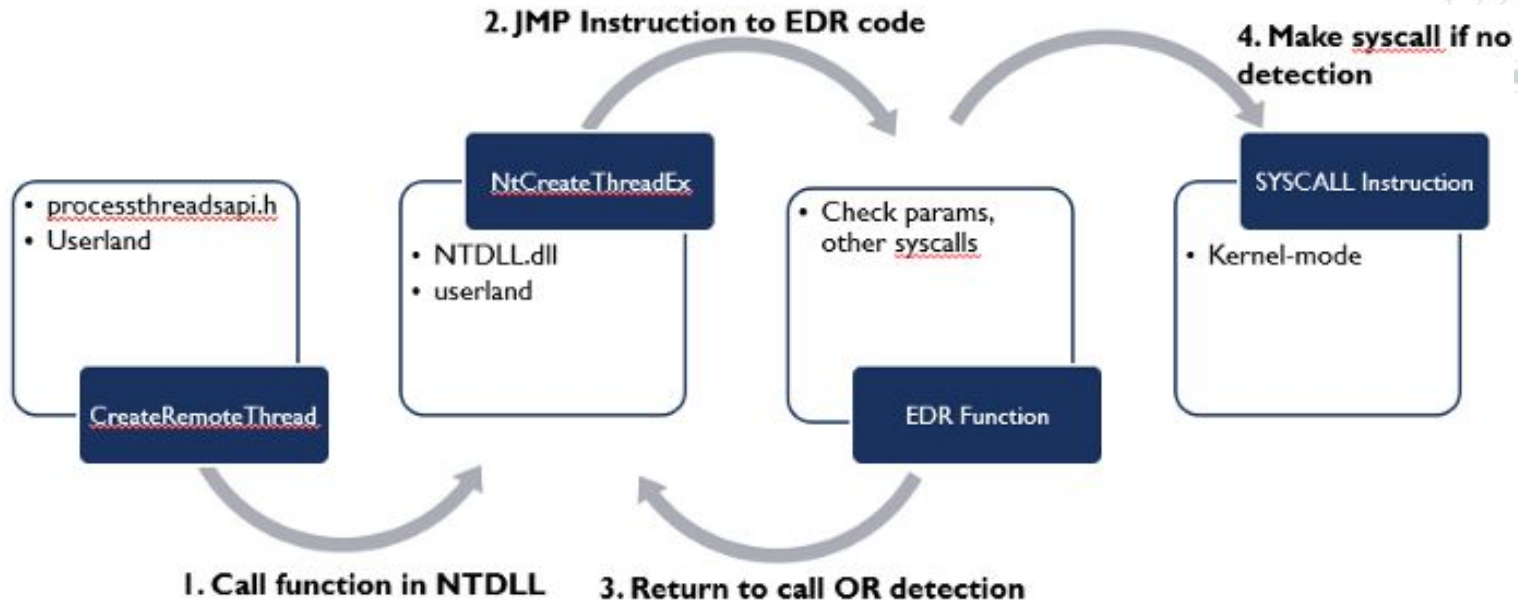 2. JMP Instruction to EDR code
4. Make syscall if no
detection
• processthreadsapi.h
• Userland
CreateRemoteThread
NtCreateThreadEx
• NTDLL.dll
• userland
• Check params,
other syscalls
EDR Function
SYSCALL Instruction
• Kernel-mode
1. Call function in NTDLL
3. Return to call OR detection